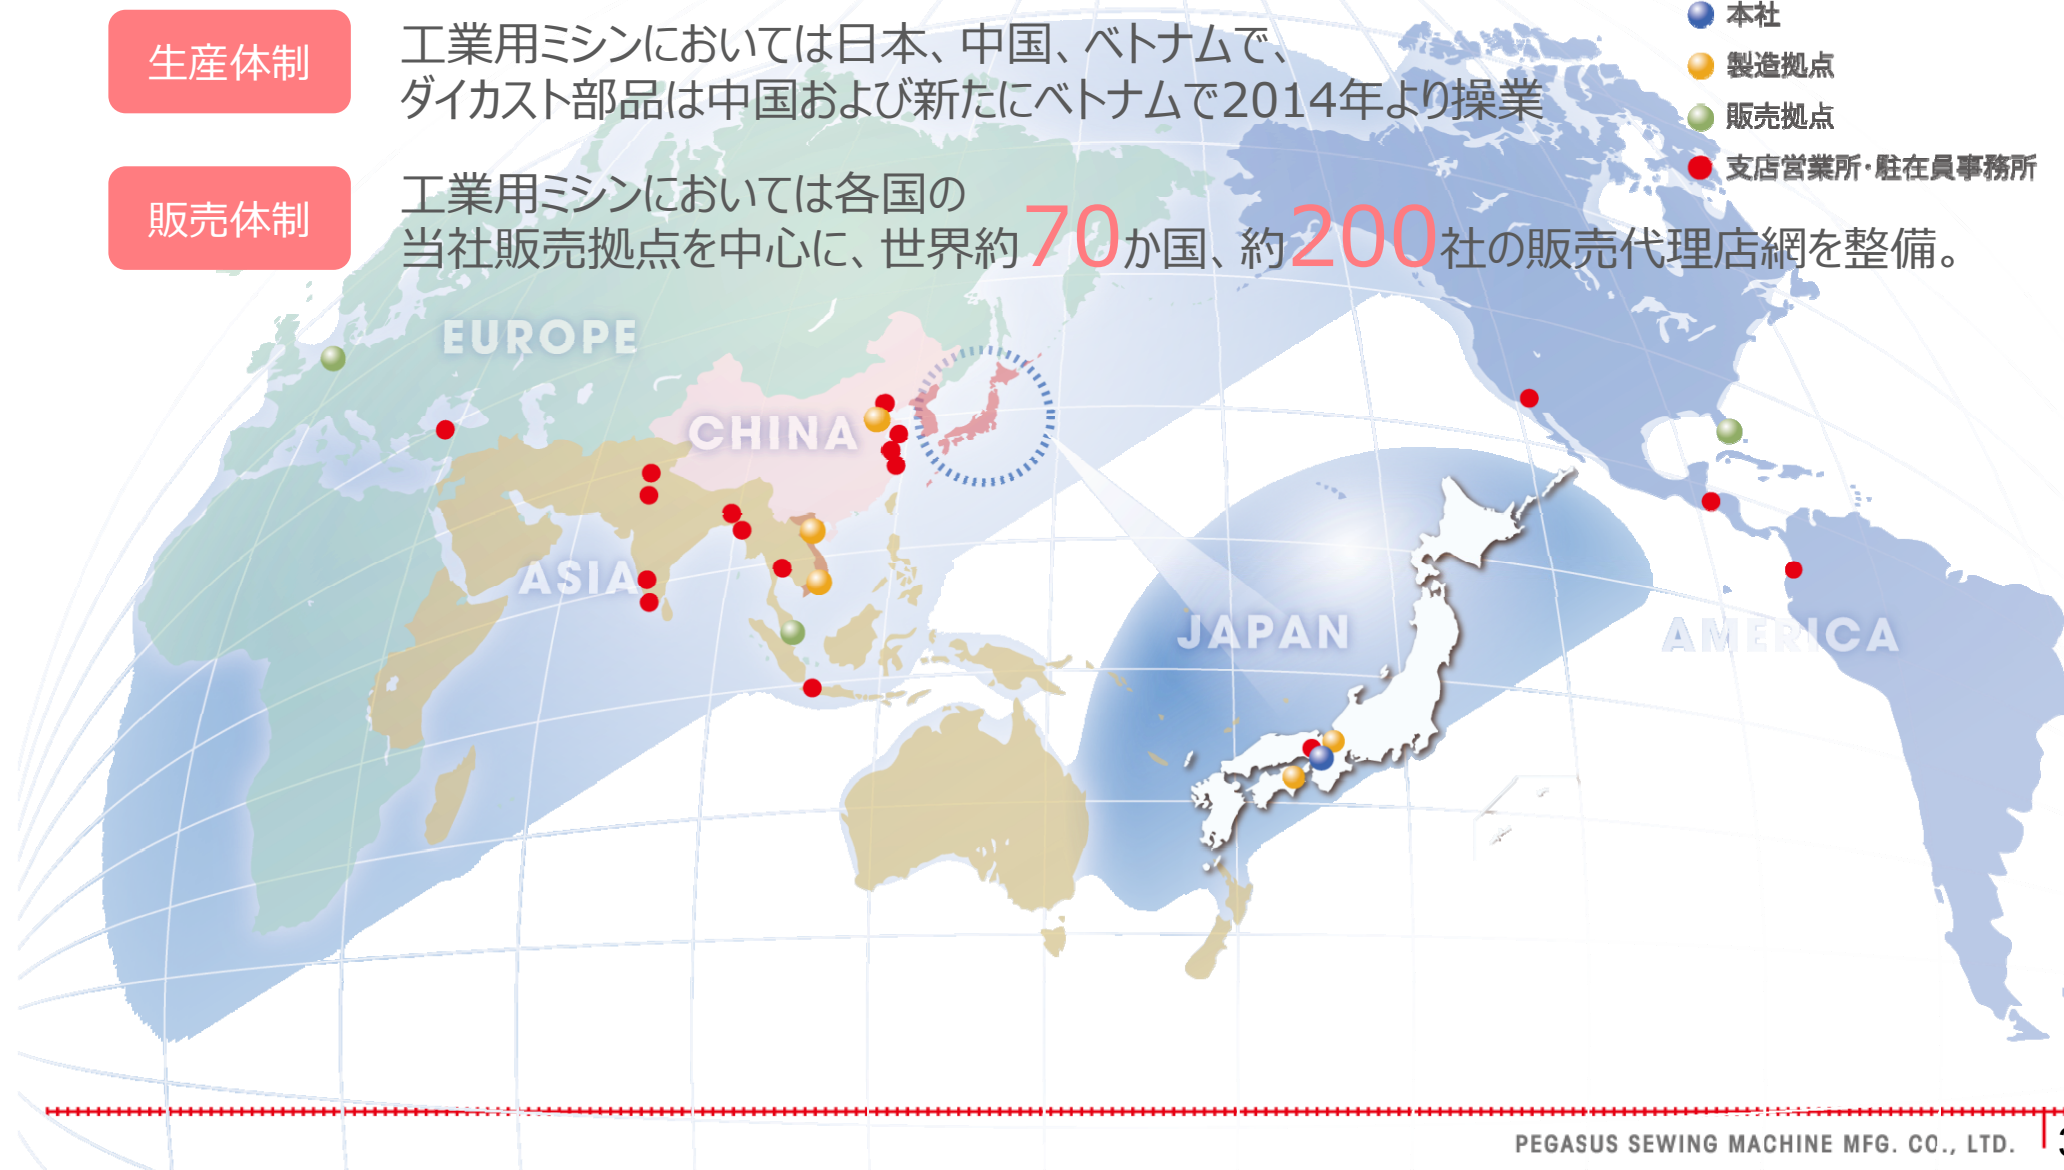 生産体制
工業用ミシンにおいては日本、中国、ベトナムで、
ダイカスト部品は中国および新たにベトナムで2014年より操業
販売体制
工業用ミシンにおいては各国の
当社販売拠点を中心に、世界約70か国、約200社の販売代理店網を整備。
本社
製造拠点
販売拠点
支店営業所・駐在員事務所
EUROPE
CHINA
ASIA
JAPAN
AMERICA
PEGASUS SEWING MACHINE MFG. CO., LTD.